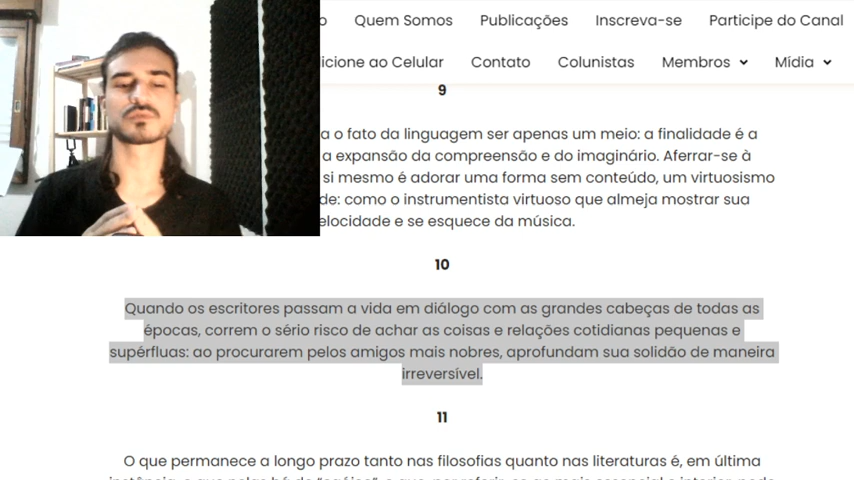 Quem Somos Publicações Inscreva-se Participe do Canal
ao Celular Contato Colunistas Membros Mídia
9
a o fato da linguagem ser apenas um meio: a finalidade é a
a expansão da compreensão e do imaginário. Aferrar-se à
si mesmo é adorar uma forma sem conteúdo, um virtuosismo
como o instrumentista virtuoso que almeja mostrar sua
e se esquece da música.
10
Quando os escritores passam a vida em diálogo com as grandes cabeças de todas as
épocas, correm o sério risco de achar as coisas e relações cotidianas pequenas e
supérfluas: ao procurarem pelos amigos mais nobres, aprofundam sua solidão de maneira
irreversível.
11
O que permanece a longo prazo tanto nas filosofias quanto nas literaturas é, em última